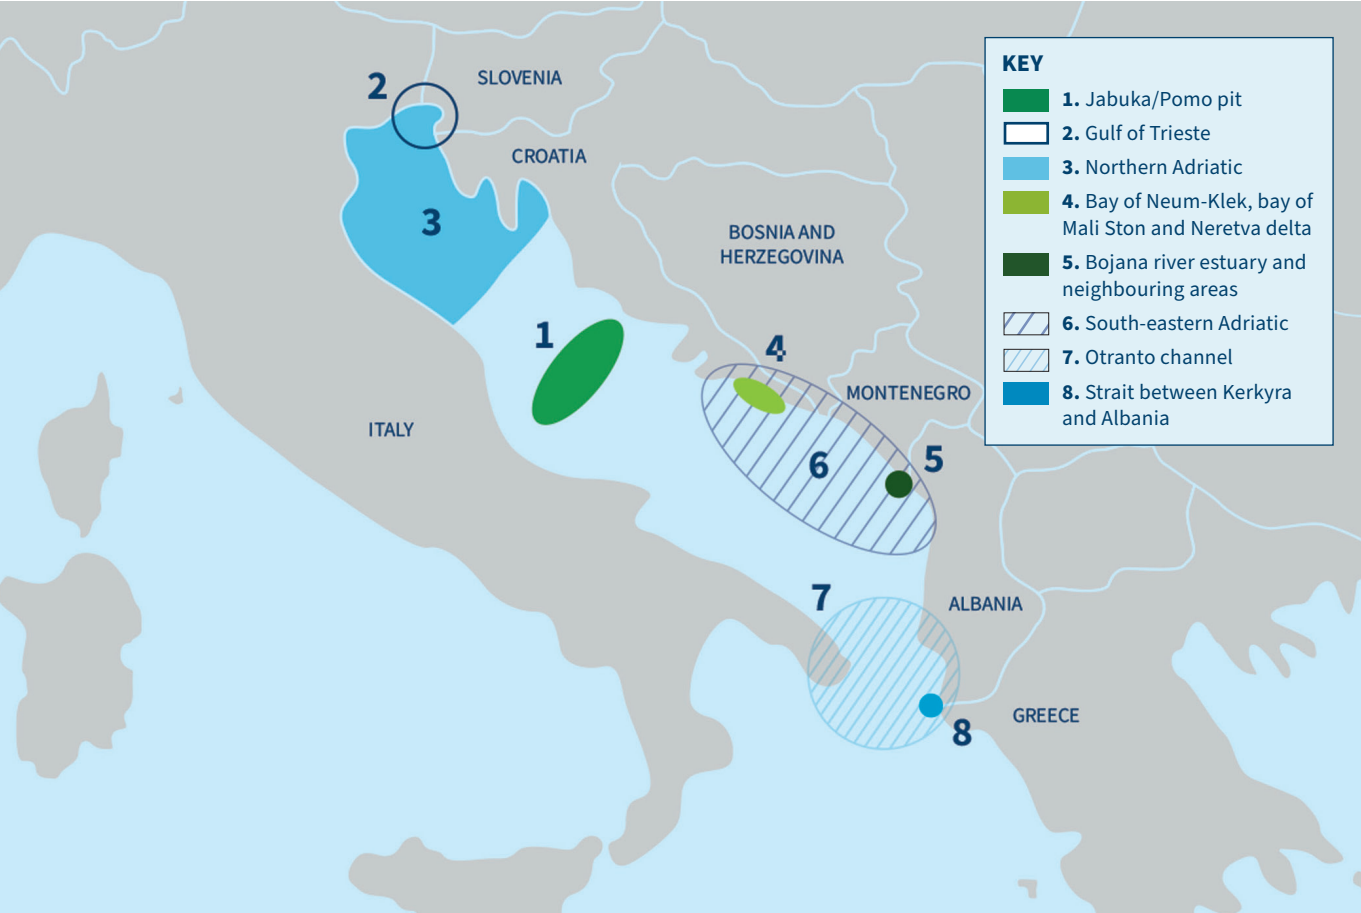 2
SLOVENIA
CROATIA
3
BOSNIA AND
HERZEGOVINA
1
4
MONTENEGRO
ITALY
6
5
7
ALBANIA
GREECE
8
KEY
1. Jabuka/Pomo pit
2. Gulf of Trieste
3. Northern Adriatic
4. Bay of Neum-Klek, bay of
Mali Ston and Neretva delta
5. Bojana river estuary and
neighbouring areas
6. South-eastern Adriatic
7. Otranto channel
8. Strait between Kerkyra
and Albania